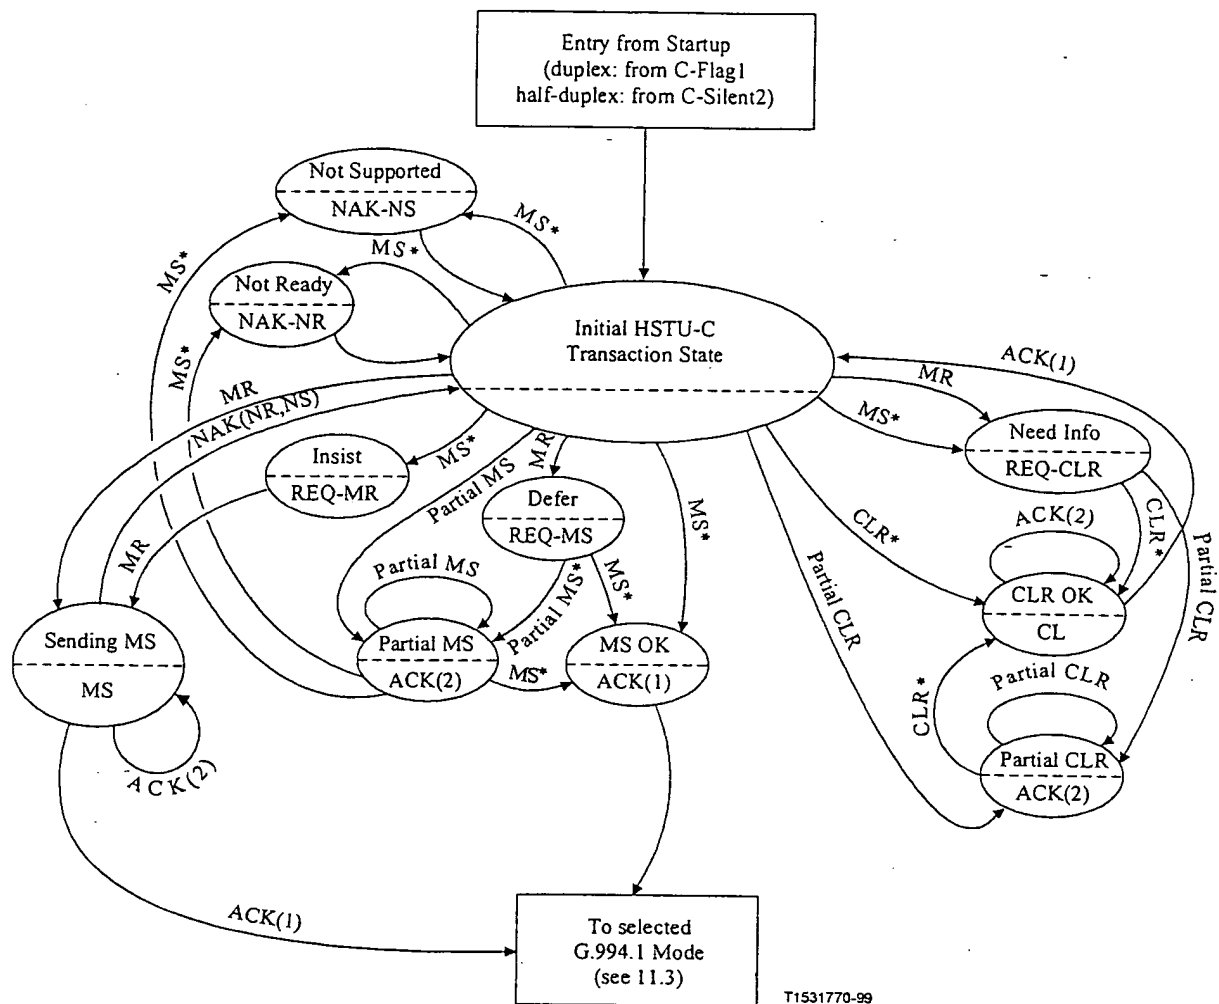 Entry from Startup
(duplex: from C-Flag1
half-duplex: from C-Silent2)
Not Supported
NAK-NS
MS*
MS*
MS*
Not Ready
NAK-NR
MS*
Initial HSTU-C
Transaction State
ACK(1)
MR
NAK(NR,NS)
MR
MS*
Need Info
REQ-CLR
Insist
REQ-MR
MS*
Partial MS
MR
Defer
REQ-MS
MS*
CLR*
ACK(2)
CLR*
Partial CLR
MR
Partial MS
Partial MS*
MS*
Partial CLR
CLR OK
CL
Sending MS
MS
Partial MS
ACK(2)
MS*
MS OK
ACK(1)
CLR*
Partial CLR
Partial CLR
ACK(2)
ACK(2)
ACK(1)
To selected
G.994.1 Mode
(see 11.3)
T1531770-99